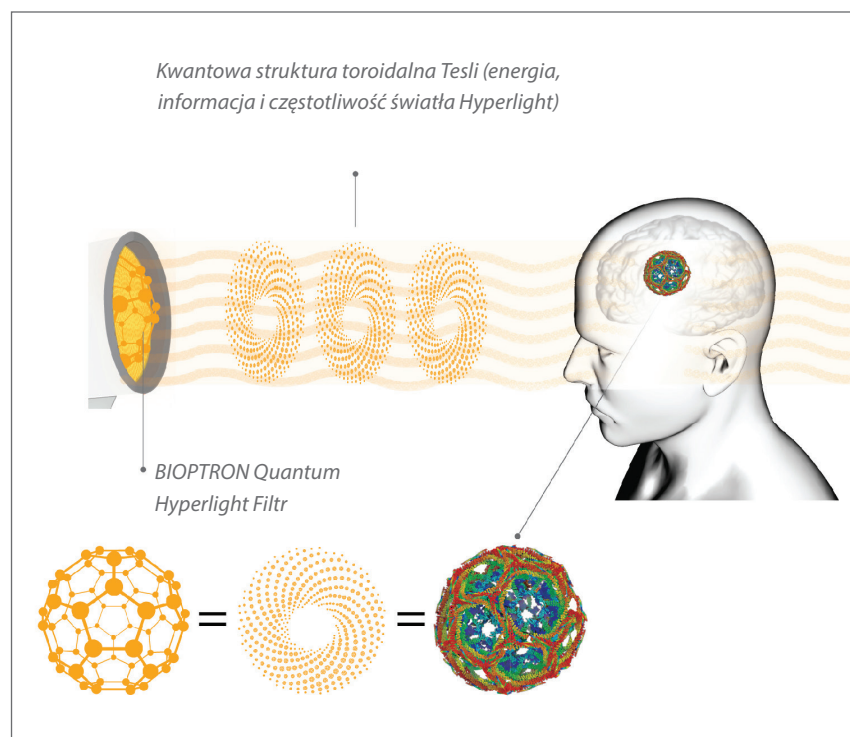 Kwantowa struktura toroidalna Tesli (energia,
informacja i częstotliwość światła Hyperlight)
BIOPTRON Quantum
Hyperlight Filtr
= =